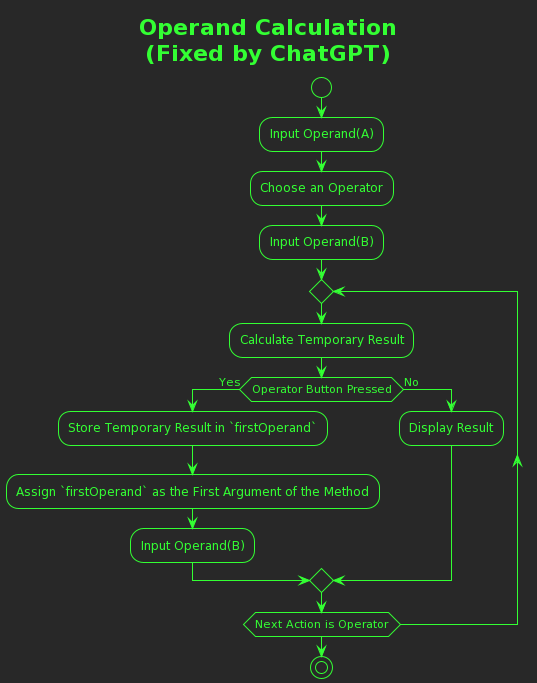 Operand Calculation
(Fixed by ChatGPT)
Input Operand(A)
Choose an Operator
Input Operand(B)
Calculate Temporary Result
Yes
Operator Button Pressed
No
Store Temporary Result in `firstOperand`
Display Result
Assign `firstOperand` as the First Argument of the Method
Input Operand(B)
Next Action is Operator